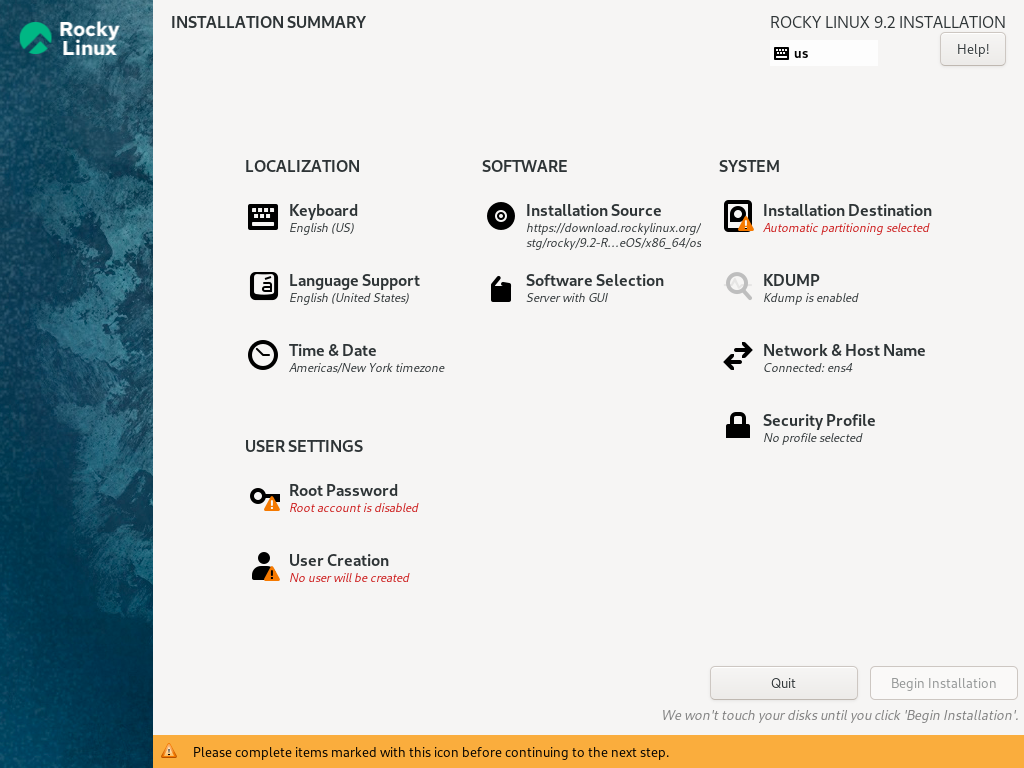 Rocky
Linux
INSTALLATION SUMMARY
ROCKY LINUX 9.2 INSTALLATION
us
Help!
LOCALIZATION
Keyboard
English (US)
Language Support
English (United States)
Time & Date
Americas/New York timezone
SOFTWARE
Installation Source
https://download.rockylinux.org/
stg/rocky/9.2-R...eOS/x86_64/os
Software Selection
Server with GUI
SYSTEM
Installation Destination
Automatic partitioning selected
KDUMP
Kdump is enabled
Network & Host Name
Connected: ens4
Security Profile
No profile selected
USER SETTINGS
Root Password
Root account is disabled
User Creation
No user will be created
Quit
Begin Installation
We won't touch your disks until you click 'Begin Installation'.
Please complete items marked with this icon before continuing to the next step.